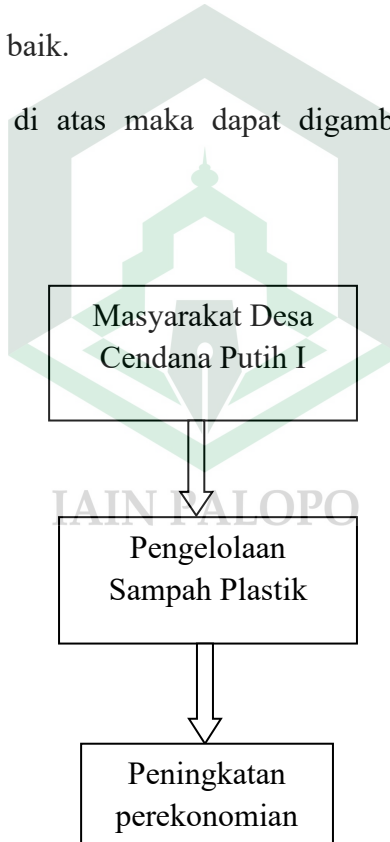 baik.
di atas maka dapat digamb
Masyarakat Desa
Cendana Putih I
IAIN PALOPO
Pengelolaan
Sampah Plastik
Peningkatan
perekonomian